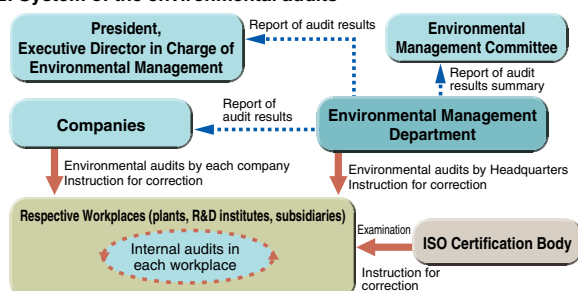 System of the environmental audits
President,
Executive Director in Charge of
Environmental Management
Report of audit results
Environmental
Management Committee
Report of audit
results summary
Companies
Report of
audit results
Environmental Management
Department
Environmental audits by each company
Instruction for correction
Environmental audits by Headquarters
Instruction for correction
Respective Workplaces (plants, R&D institutes, subsidiaries)
Internal audits in
each workplace
Examination
ISO Certification Body
Instruction for
correction